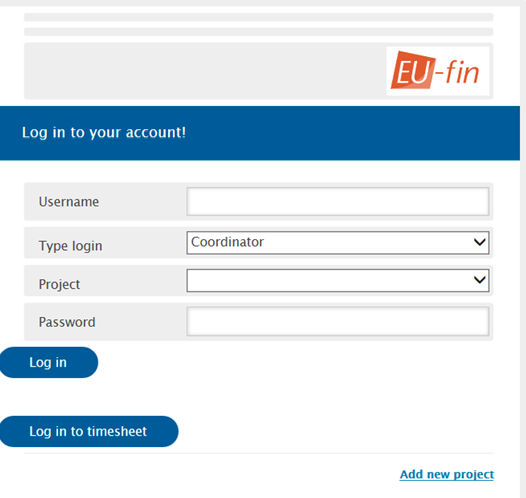 EU-fin
Log in to your account!
Username
Type login Coordinator
Project
Password
Log in
Log in to timesheet
Add new project